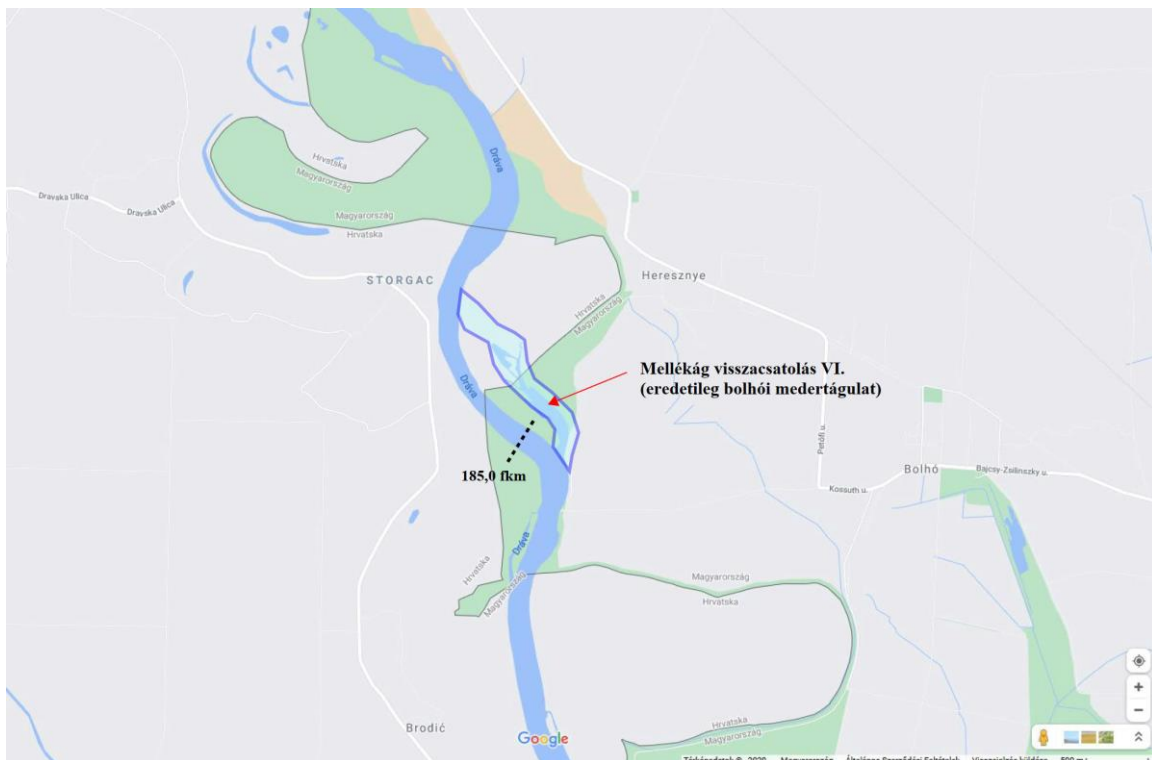 Dráva
Hrvatska
Magyarország
Dravska Ulica
Dravska Ulica
Magyarország
Hrvatska
STORGAC
Heresznye
Hrvatska
Magyarország
Mellékág visszacsatolás VI.
(eredetileg bolhói medertágulat)
Dráva
Petőfi u.
185,0 fkm
Bolhó
Bajcsy-Zsilinszky u.
Kossuth u.
Dráva
Hrvatska
Magyarország
Magyarország
Hrvatska
Brodić
Hrvatska
Magyarország
Google